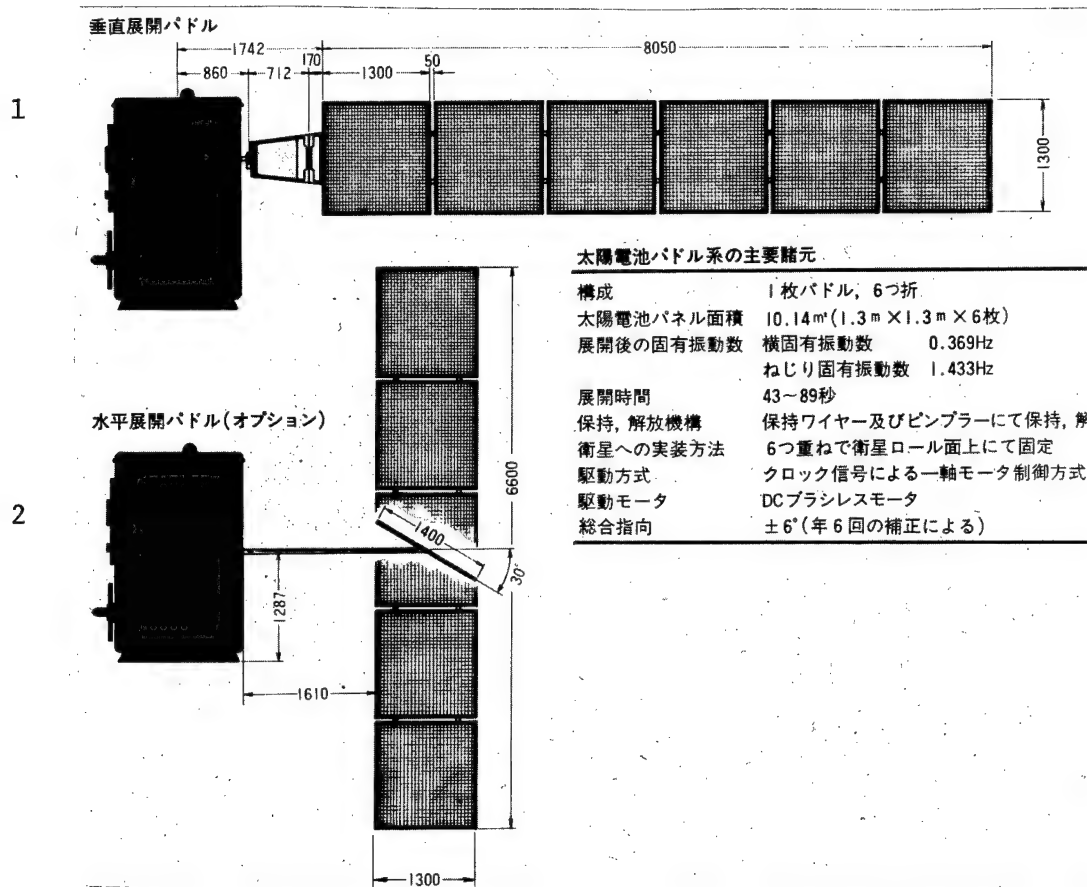 垂直展開パドル
1742
8050
860
712
170
1300
50
1
1300
太陽電池パドル系の主要諸元
構成 1枚パドル, 6つ折
太陽電池パネル面積 10.14㎡(1.3m×1.3m×6枚)
展開後の固有振動数 横固有振動数 0.369Hz
ねじり固有振動数 1.433Hz
展開時間 43~89秒
保持, 解放機構 保持ワイヤー及びピンプラーにて保持, 解
衛星への実装方法 6つ重ねで衛星ロール面上にて固定
駆動方式 クロック信号による一軸モータ制御方式
駆動モータ DCブラシレスモータ
総合指向 ±6°(年6回の補正による)
水平展開パドル(オプション)
2
6600
1400
30°
1287
1610
1300